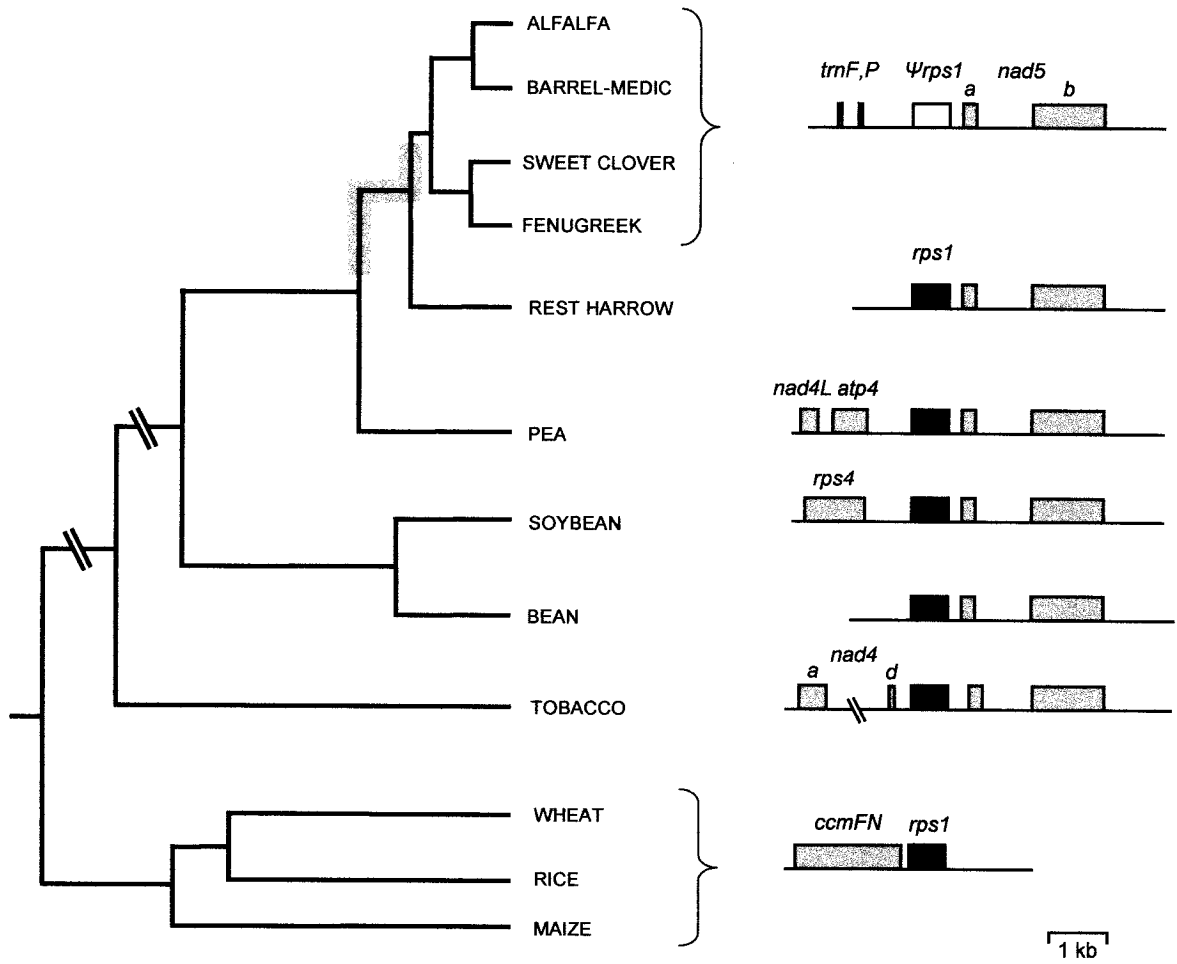 ALFALFA
trnF,P Ψrps1 nad5
a b
BARREL-MEDIC
SWEET CLOVER
FENUGREEK
rps1
REST HARROW
nad4L atp4
PEA
rps4
SOYBEAN
BEAN
nad4
a d
TOBACCO
WHEAT
ccmFN rps1
RICE
MAIZE
1 kb